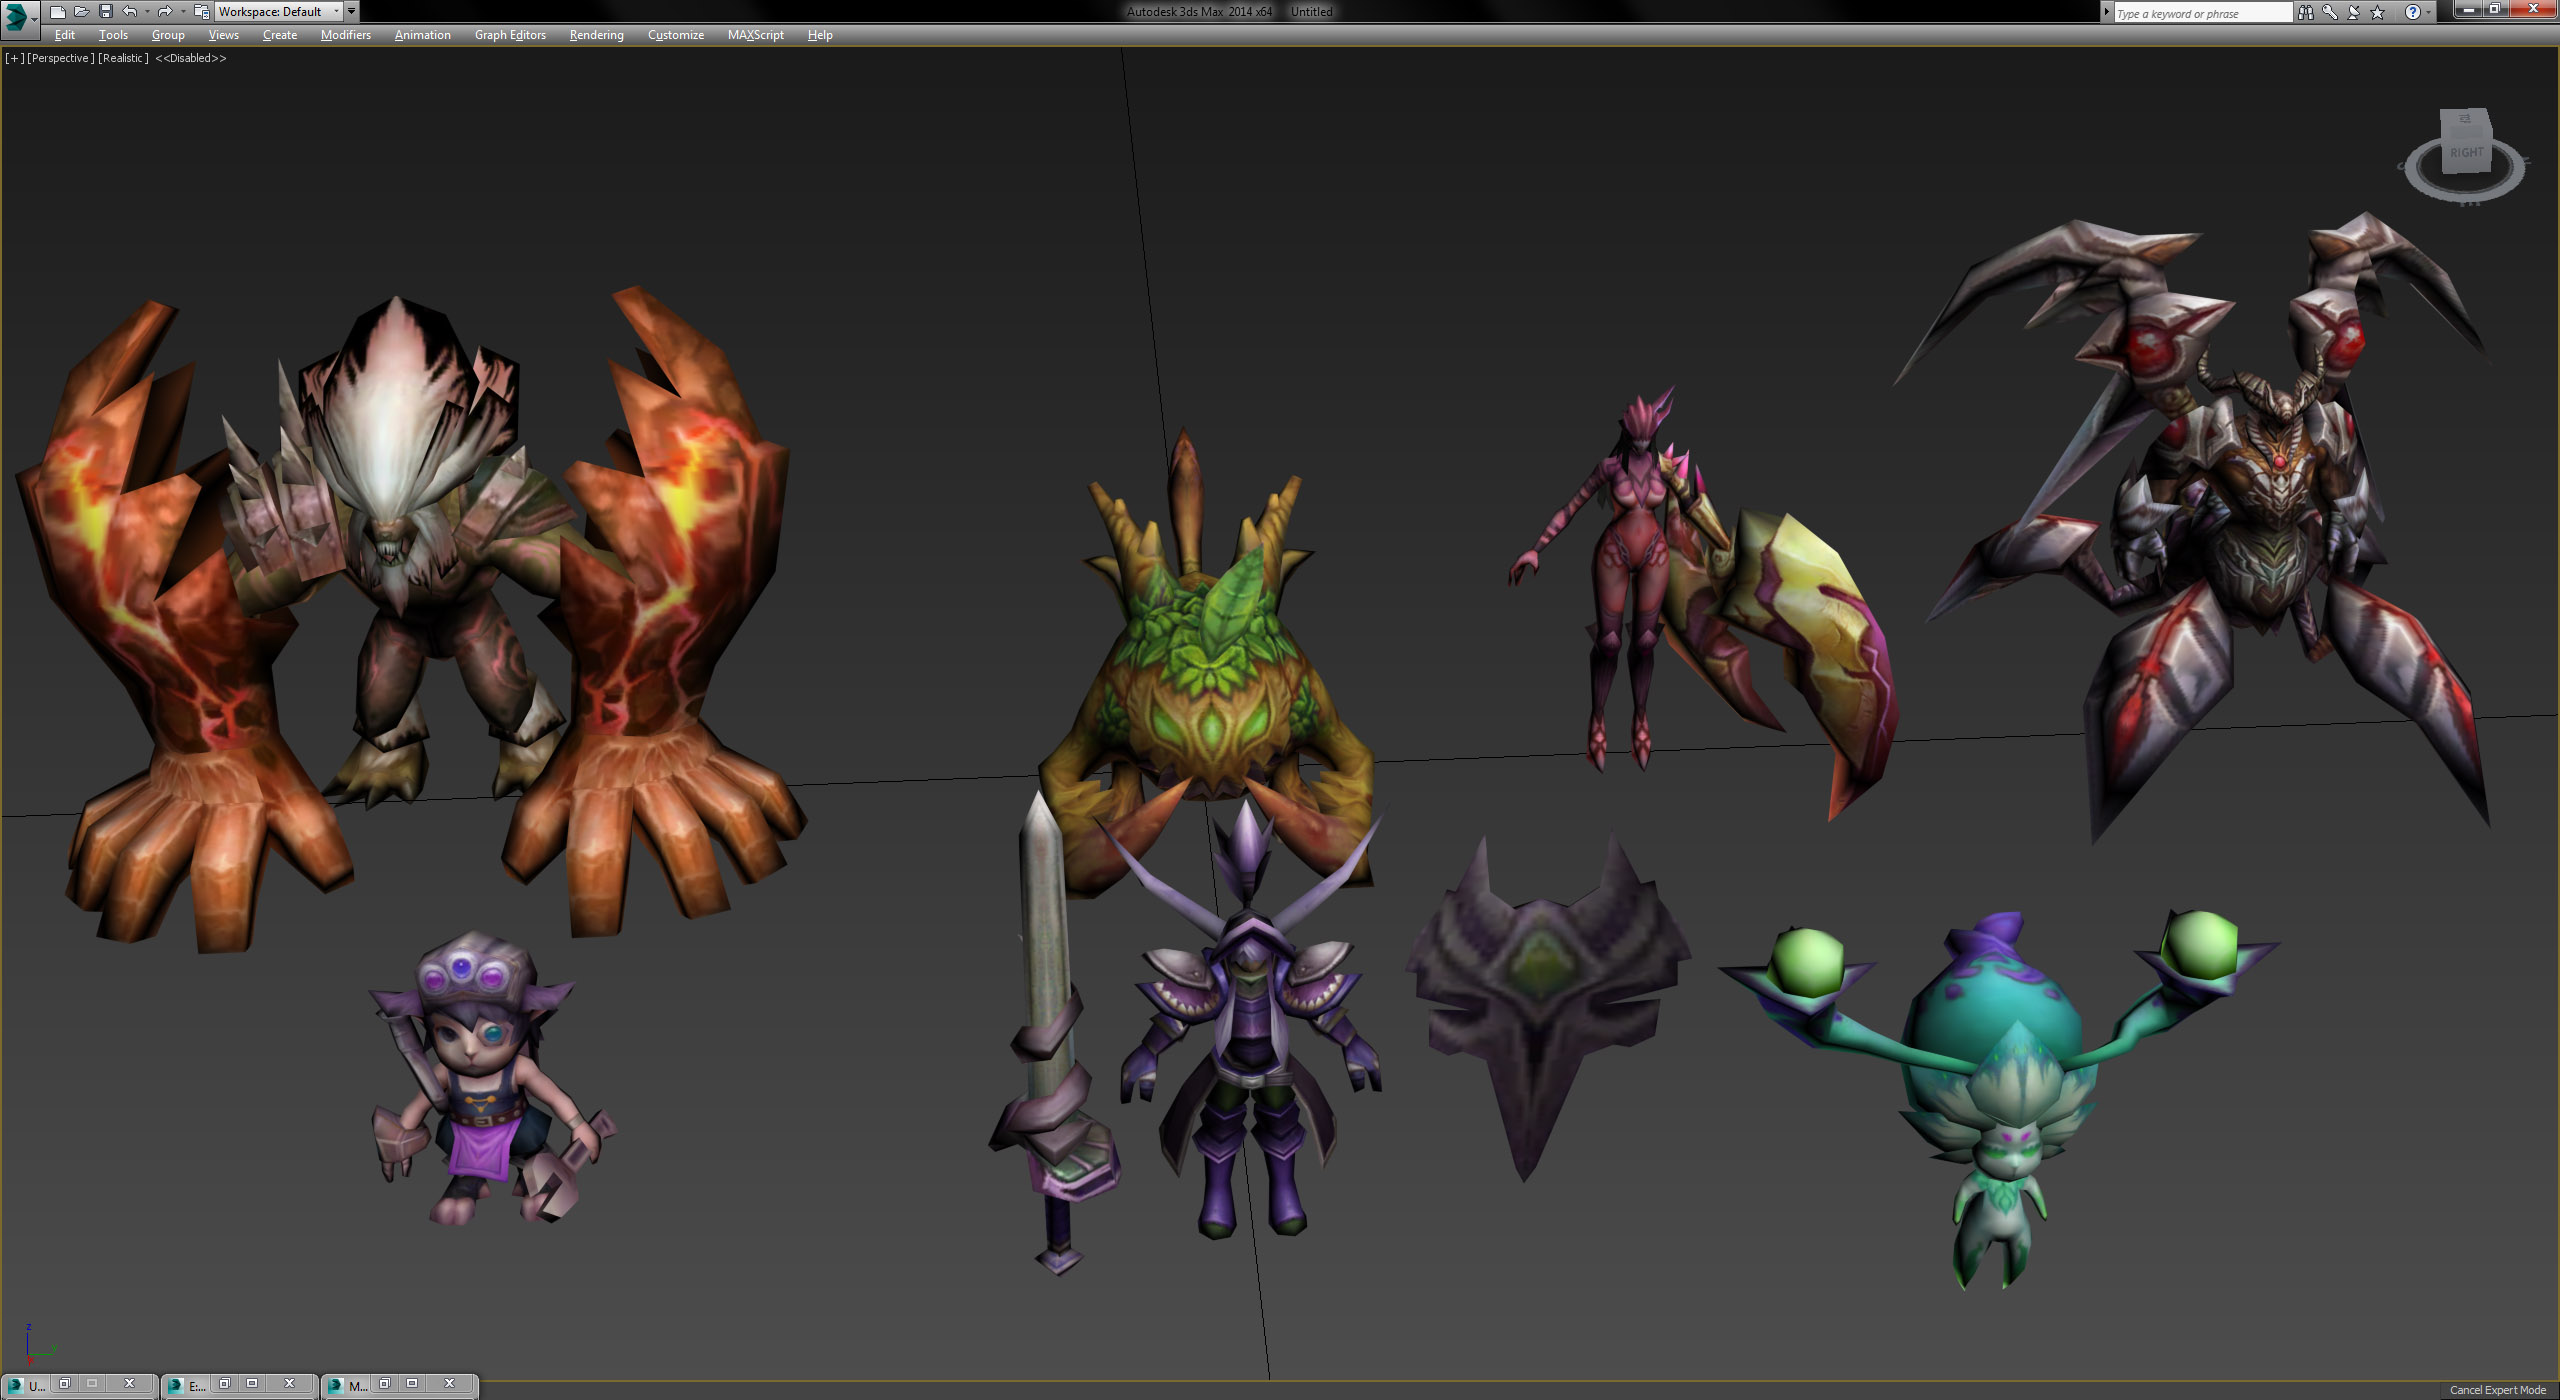 Workspace: Default
Autodesk 3ds Max 2014 x64 Untitled
Type a keyword or phrase
Edit Tools Group Views Create Modifiers Animation Graph Editors Rendering Customize MAXScript Help
[+] [Perspective] [Realistic] <<Disabled>>
RIGHT
z
U...
E:...
M...
Cancel Expert Mode